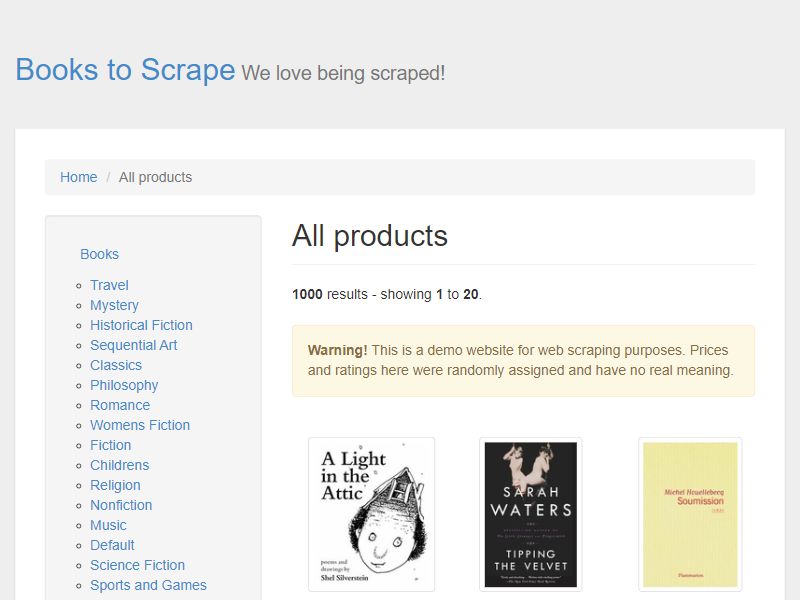 Books to Scrape We love being scraped!
Home / All products
Books
Travel
Mystery
Historical Fiction
Sequential Art
Classics
Philosophy
Romance
Womens Fiction
Fiction
Childrens
Religion
Nonfiction
Music
Default
Science Fiction
Sports and Games
All products
1000 results - showing 1 to 20.
Warning! This is a demo website for web scraping purposes. Prices
and ratings here were randomly assigned and have no real meaning.
A Light
in the
Attic
poems and
drawings by
Shel Silverstein
SARAH
WATERS
TIPPING
THE VELVET
Michel Houellebecq
Soumission
Flammarion